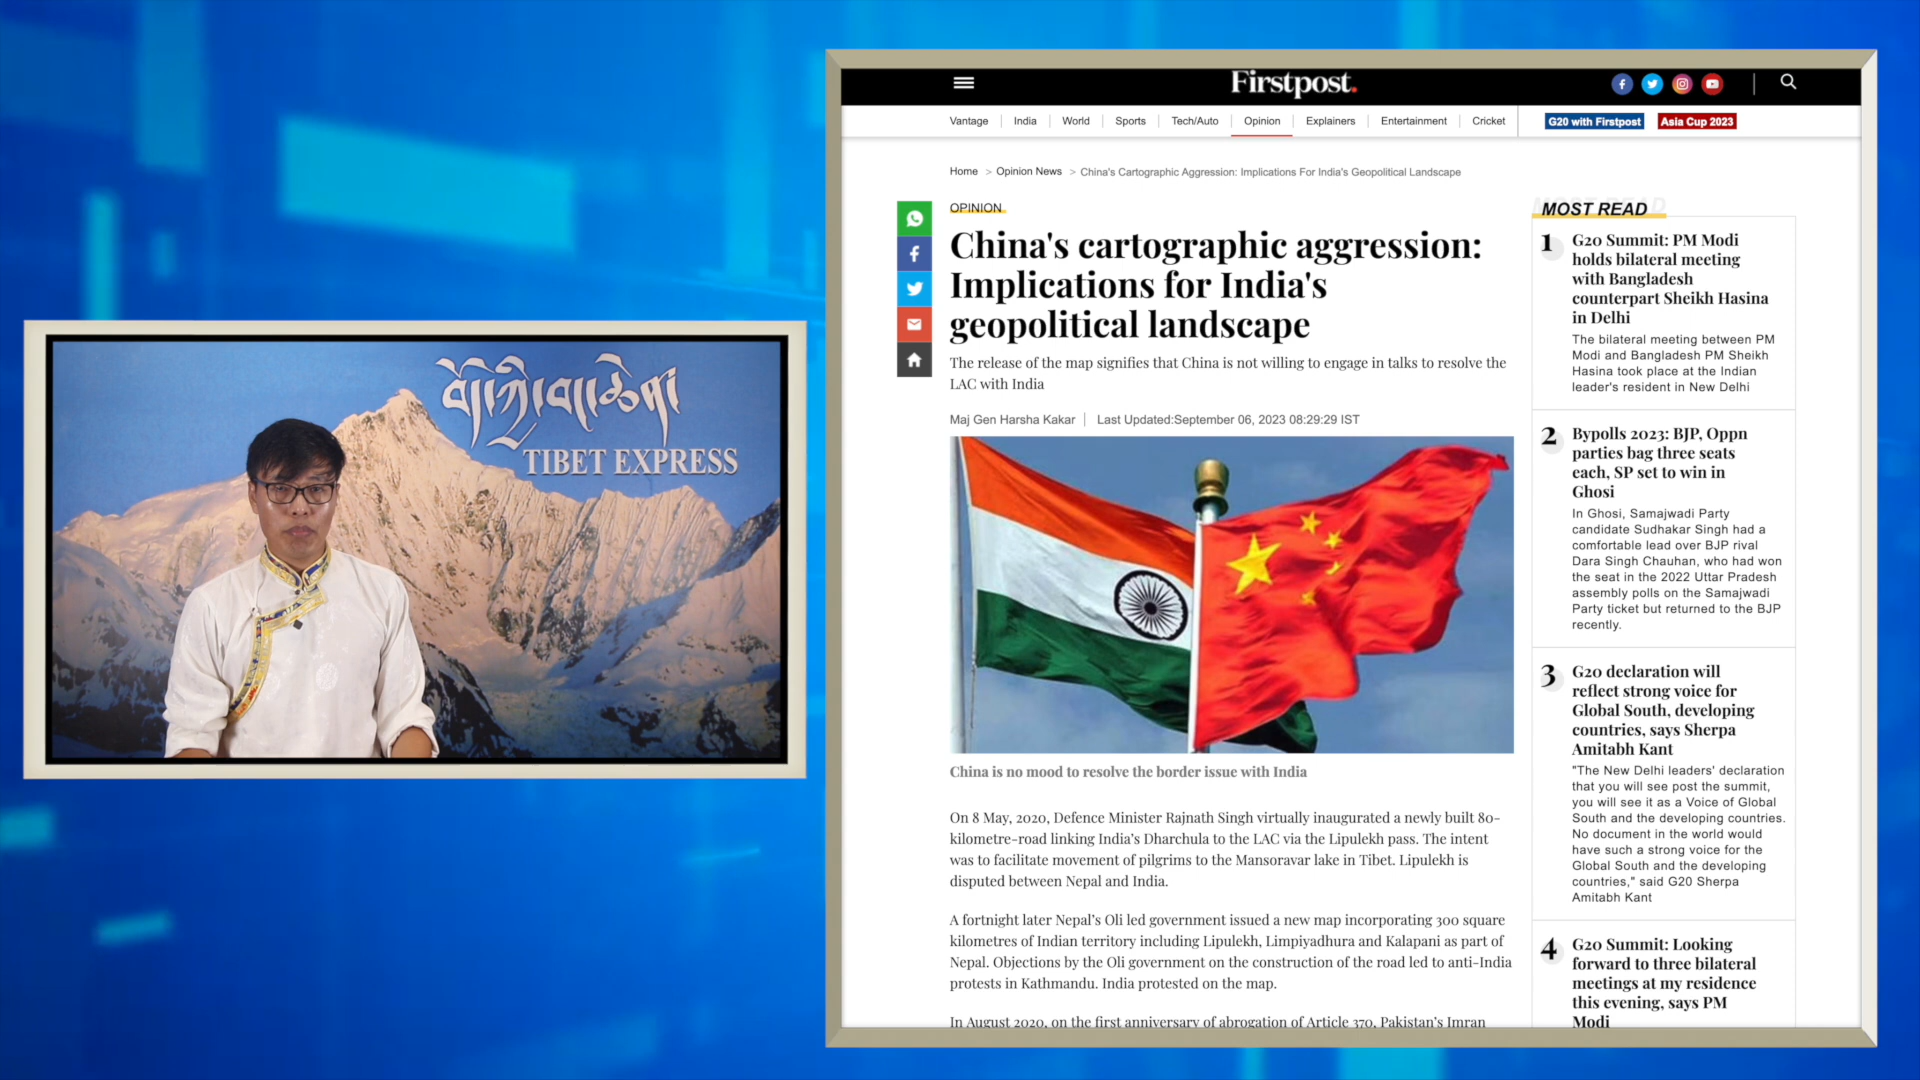 བོད་ཀྱི་བང་ཆེན།
TIBET EXPRESS
Firstpost.
Vantage
India
World
Sports
Tech/Auto
Opinion
Explainers
Entertainment
Cricket
G20 with Firstpost
Asia Cup 2023
Home > Opinion News > China's Cartographic Aggression: Implications For India's Geopolitical Landscape
OPINION
China's cartographic aggression:
Implications for India's
geopolitical landscape
The release of the map signifies that China is not willing to engage in talks to resolve the
LAC with India
Maj Gen Harsha Kakar | Last Updated:September 06, 2023 08:29:29 IST
China is no mood to resolve the border issue with India
On 8 May, 2020, Defence Minister Rajnath Singh virtually inaugurated a newly built 80-
kilometre-road linking India's Dharchula to the LAC via the Lipulekh pass. The intent
was to facilitate movement of pilgrims to the Mansoravar lake in Tibet. Lipulekh is
disputed between Nepal and India.
A fortnight later Nepal's Oli led government issued a new map incorporating 300 square
kilometres of Indian territory including Lipulekh, Limpiyadhura and Kalapani as part of
Nepal. Objections by the Oli government on the construction of the road led to anti-India
protests in Kathmandu. India protested on the map.
In August 2020, on the first anniversary of abrogation of Article 370, Pakistan's Imran
MOST READ
1
G20 Summit: PM Modi
holds bilateral meeting
with Bangladesh
counterpart Sheikh Hasina
in Delhi
The bilateral meeting between PM
Modi and Bangladesh PM Sheikh
Hasina took place at the Indian
leader's resident in New Delhi
2
Bypolls 2023: BJP, Oppn
parties bag three seats
each, SP set to win in
Ghosi
In Ghosi, Samajwadi Party
candidate Sudhakar Singh had a
comfortable lead over BJP rival
Dara Singh Chauhan, who had won
the seat in the 2022 Uttar Pradesh
assembly polls on the Samajwadi
Party ticket but returned to the BJP
recently.
3
G20 declaration will
reflect strong voice for
Global South, developing
countries, says Sherpa
Amitabh Kant
"The New Delhi leaders' declaration
that you will see post the summit,
you will see it as a Voice of Global
South and the developing countries.
No document in the world would
have such a strong voice for the
Global South and the developing
countries," said G20 Sherpa
Amitabh Kant
4
G20 Summit: Looking
forward to three bilateral
meetings at my residence
this evening, says PM
Modi